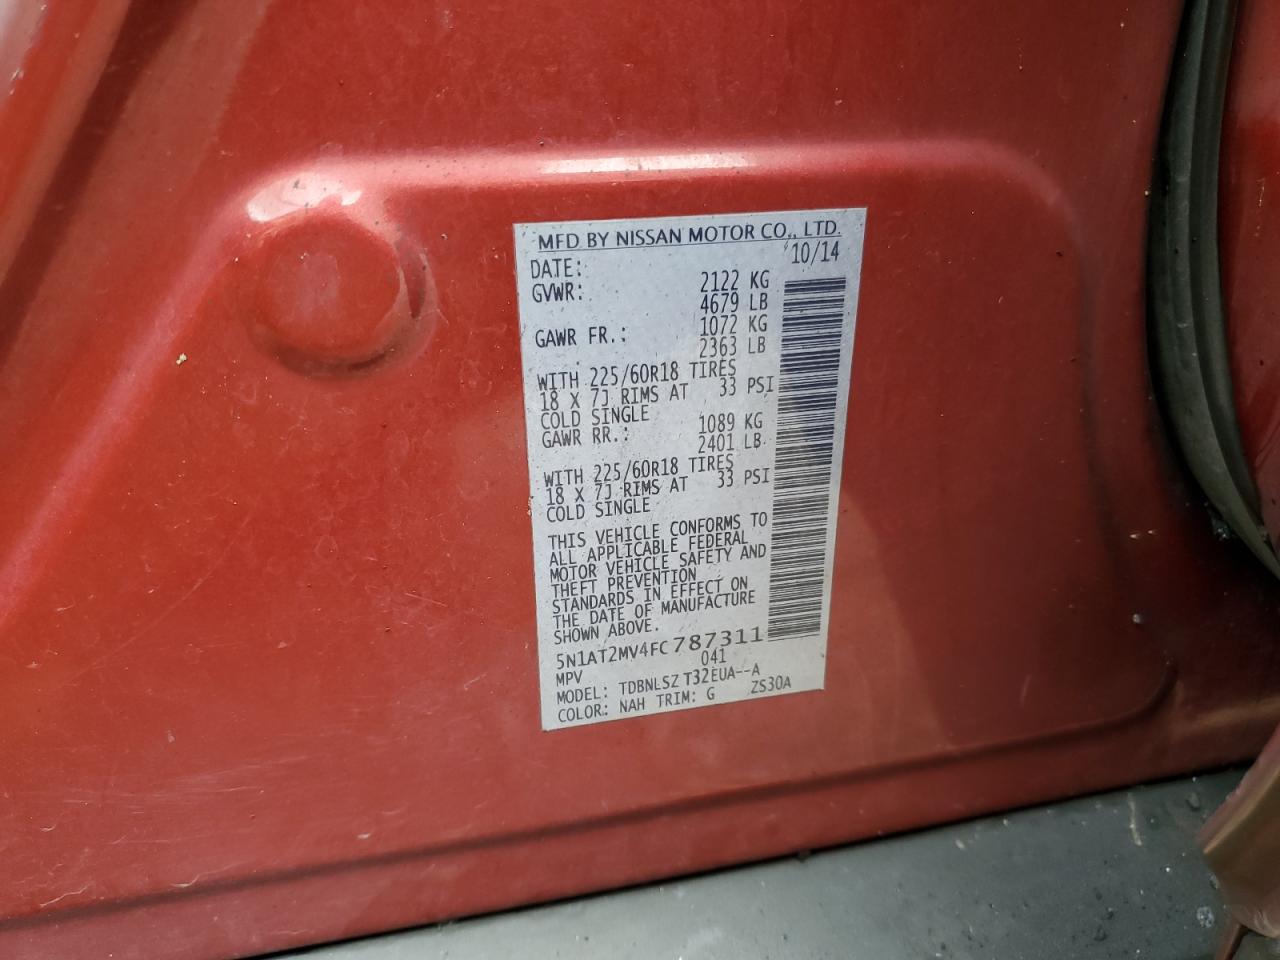 MFD BY NISSAN MOTOR CO., LTD.
DATE: 10/14
GVWR: 2122 KG
4679 LB
GAWR FR.: 1072 KG
2363 LB
WITH 225/60R18 TIRES
18 X 7J RIMS AT 33 PSI
COLD SINGLE
GAWR RR.: 1089 KG
2401 LB
WITH 225/60R18 TIRES
18 X 7J RIMS AT 33 PSI
COLD SINGLE
THIS VEHICLE CONFORMS TO
ALL APPLICABLE FEDERAL
MOTOR VEHICLE SAFETY AND
THEFT PREVENTION
STANDARDS IN EFFECT ON
THE DATE OF MANUFACTURE
SHOWN ABOVE.
5N1AT2MV4FC787311
MPV 041
MODEL: TDBNLSZ T32EUA--A
COLOR: NAH TRIM: G ZS30A